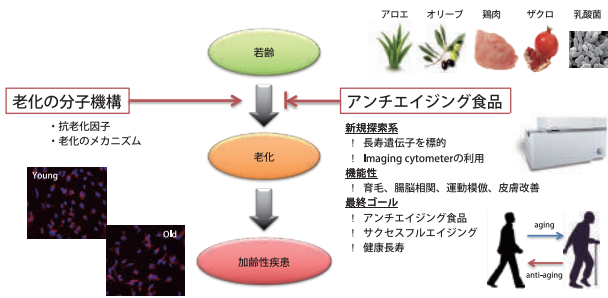 アロエ オリーブ 鶏肉 ザクロ 乳酸菌
若齢
老化の分子機構
アンチエイジング食品
・抗老化因子
・老化のメカニズム
新規探索系
! 長寿遺伝子を標的
! Imaging cytometerの利用
機能性
! 育毛、腸脳相関、運動模倣、皮膚改善
最終ゴール
! アンチエイジング食品
! サクセスフルエイジング
! 健康長寿
老化
Young
Old
加齢性疾患
aging
anti-aging